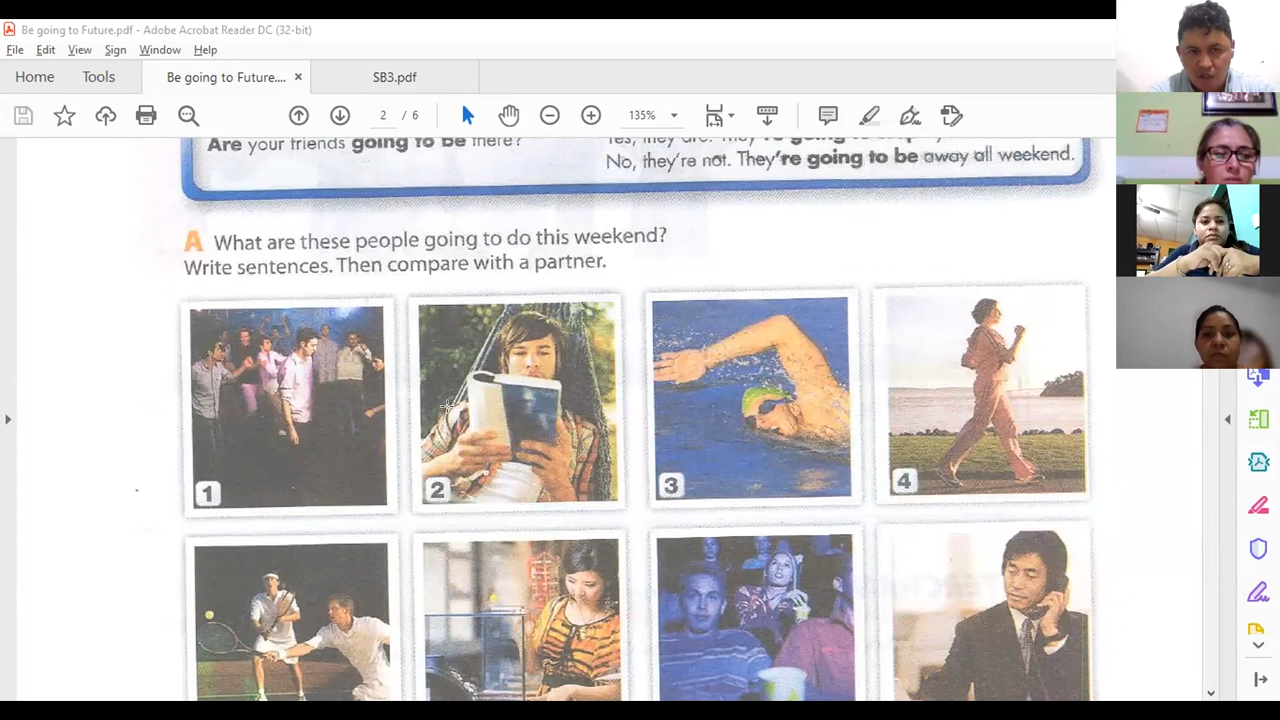 Be going to Future.pdf - Adobe Acrobat Reader DC (32-bit)
File Edit View Sign Window Help
Home Tools Be going to Future.... × SB3.pdf
2 / 6 135%
Are your friends going to be there?
No, they're not. They're going to be away all weekend.
A What are these people going to do this weekend?
Write sentences. Then compare with a partner.
1
2
3
4